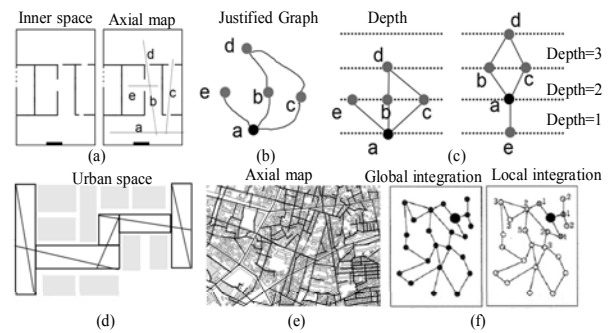 Inner space
Axial map
d
e
b
c
a
(a)
Justified Graph
d
e
b
c
a
(b)
Depth
d
e
b
c
a
d
b
c
a
e
Depth=3
Depth=2
Depth=1
(c)
Urban space
(d)
Axial map
(e)
Global integration
Local integration
(f)